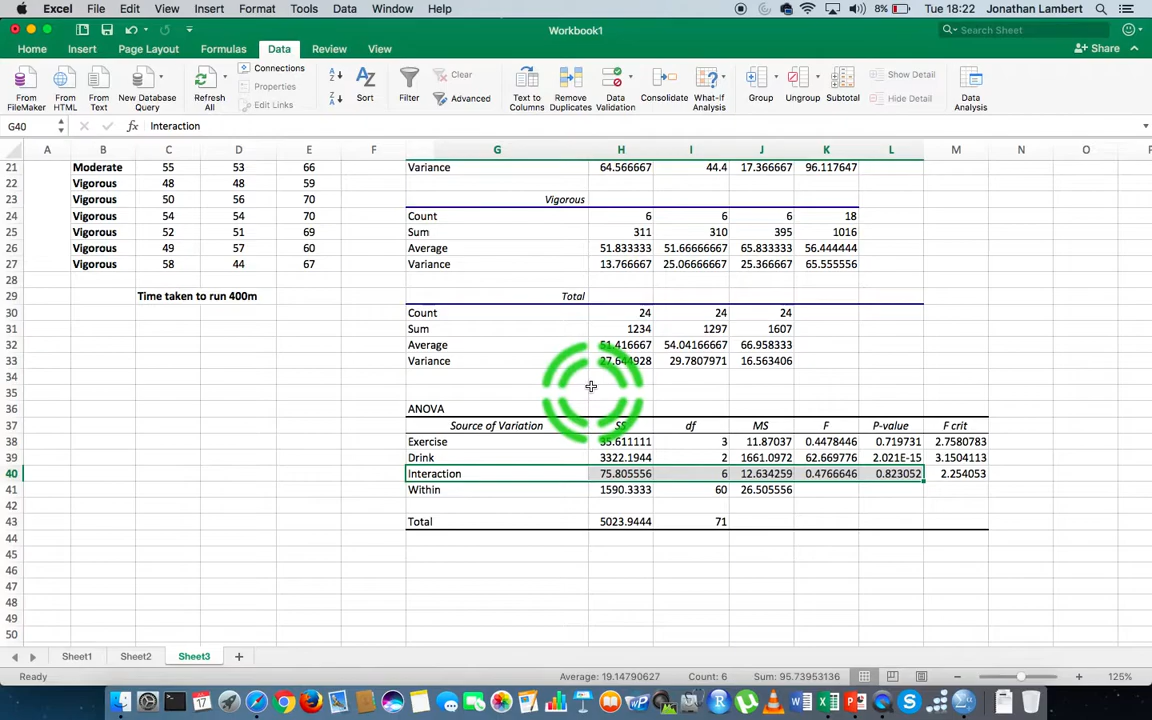 Excel File Edit View Insert Format Tools Data Window Help 8% Tue 18:22 Jonathan Lambert
Workbook1 Search Sheet
Home Insert Page Layout Formulas Data Review View Share
Connections Clear Show Detail
Properties
From FileMaker From HTML From Text New Database Query Refresh All Edit Links Sort Filter Advanced Text to Columns Remove Duplicates Data Validation Consolidate What-If Analysis Group Ungroup Subtotal Hide Detail Data Analysis
G40 fx Interaction
A B C D E F G H I J K L M N O P
21 Moderate 55 53 66 Variance 64.566667 44.4 17.366667 96.117647
22 Vigorous 48 48 59
23 Vigorous 50 56 70 Vigorous
24 Vigorous 54 54 70 Count 6 6 6 18
25 Vigorous 52 51 69 Sum 311 310 395 1016
26 Vigorous 49 57 60 Average 51.833333 51.66666667 65.833333 56.444444
27 Vigorous 58 44 67 Variance 13.766667 25.06666667 25.366667 65.555556
28
29 Time taken to run 400m Total
30 Count 24 24 24
31 Sum 1234 1297 1607
32 Average 51.416667 54.04166667 66.958333
33 Variance 27.644928 29.7807971 16.563406
34
35
36 ANOVA
37 Source of Variation SS df MS F P-value F crit
38 Exercise 35.611111 3 11.87037 0.4478446 0.719731 2.7580783
39 Drink 3322.1944 2 1661.0972 62.669776 2.021E-15 3.1504113
40 Interaction 75.805556 6 12.634259 0.4766646 0.823052 2.254053
41 Within 1590.3333 60 26.505556
42
43 Total 5023.9444 71
44
45
46
47
48
49
50
Sheet1 Sheet2 Sheet3 +
Ready Average: 19.14790627 Count: 6 Sum: 95.73953136 125%
17